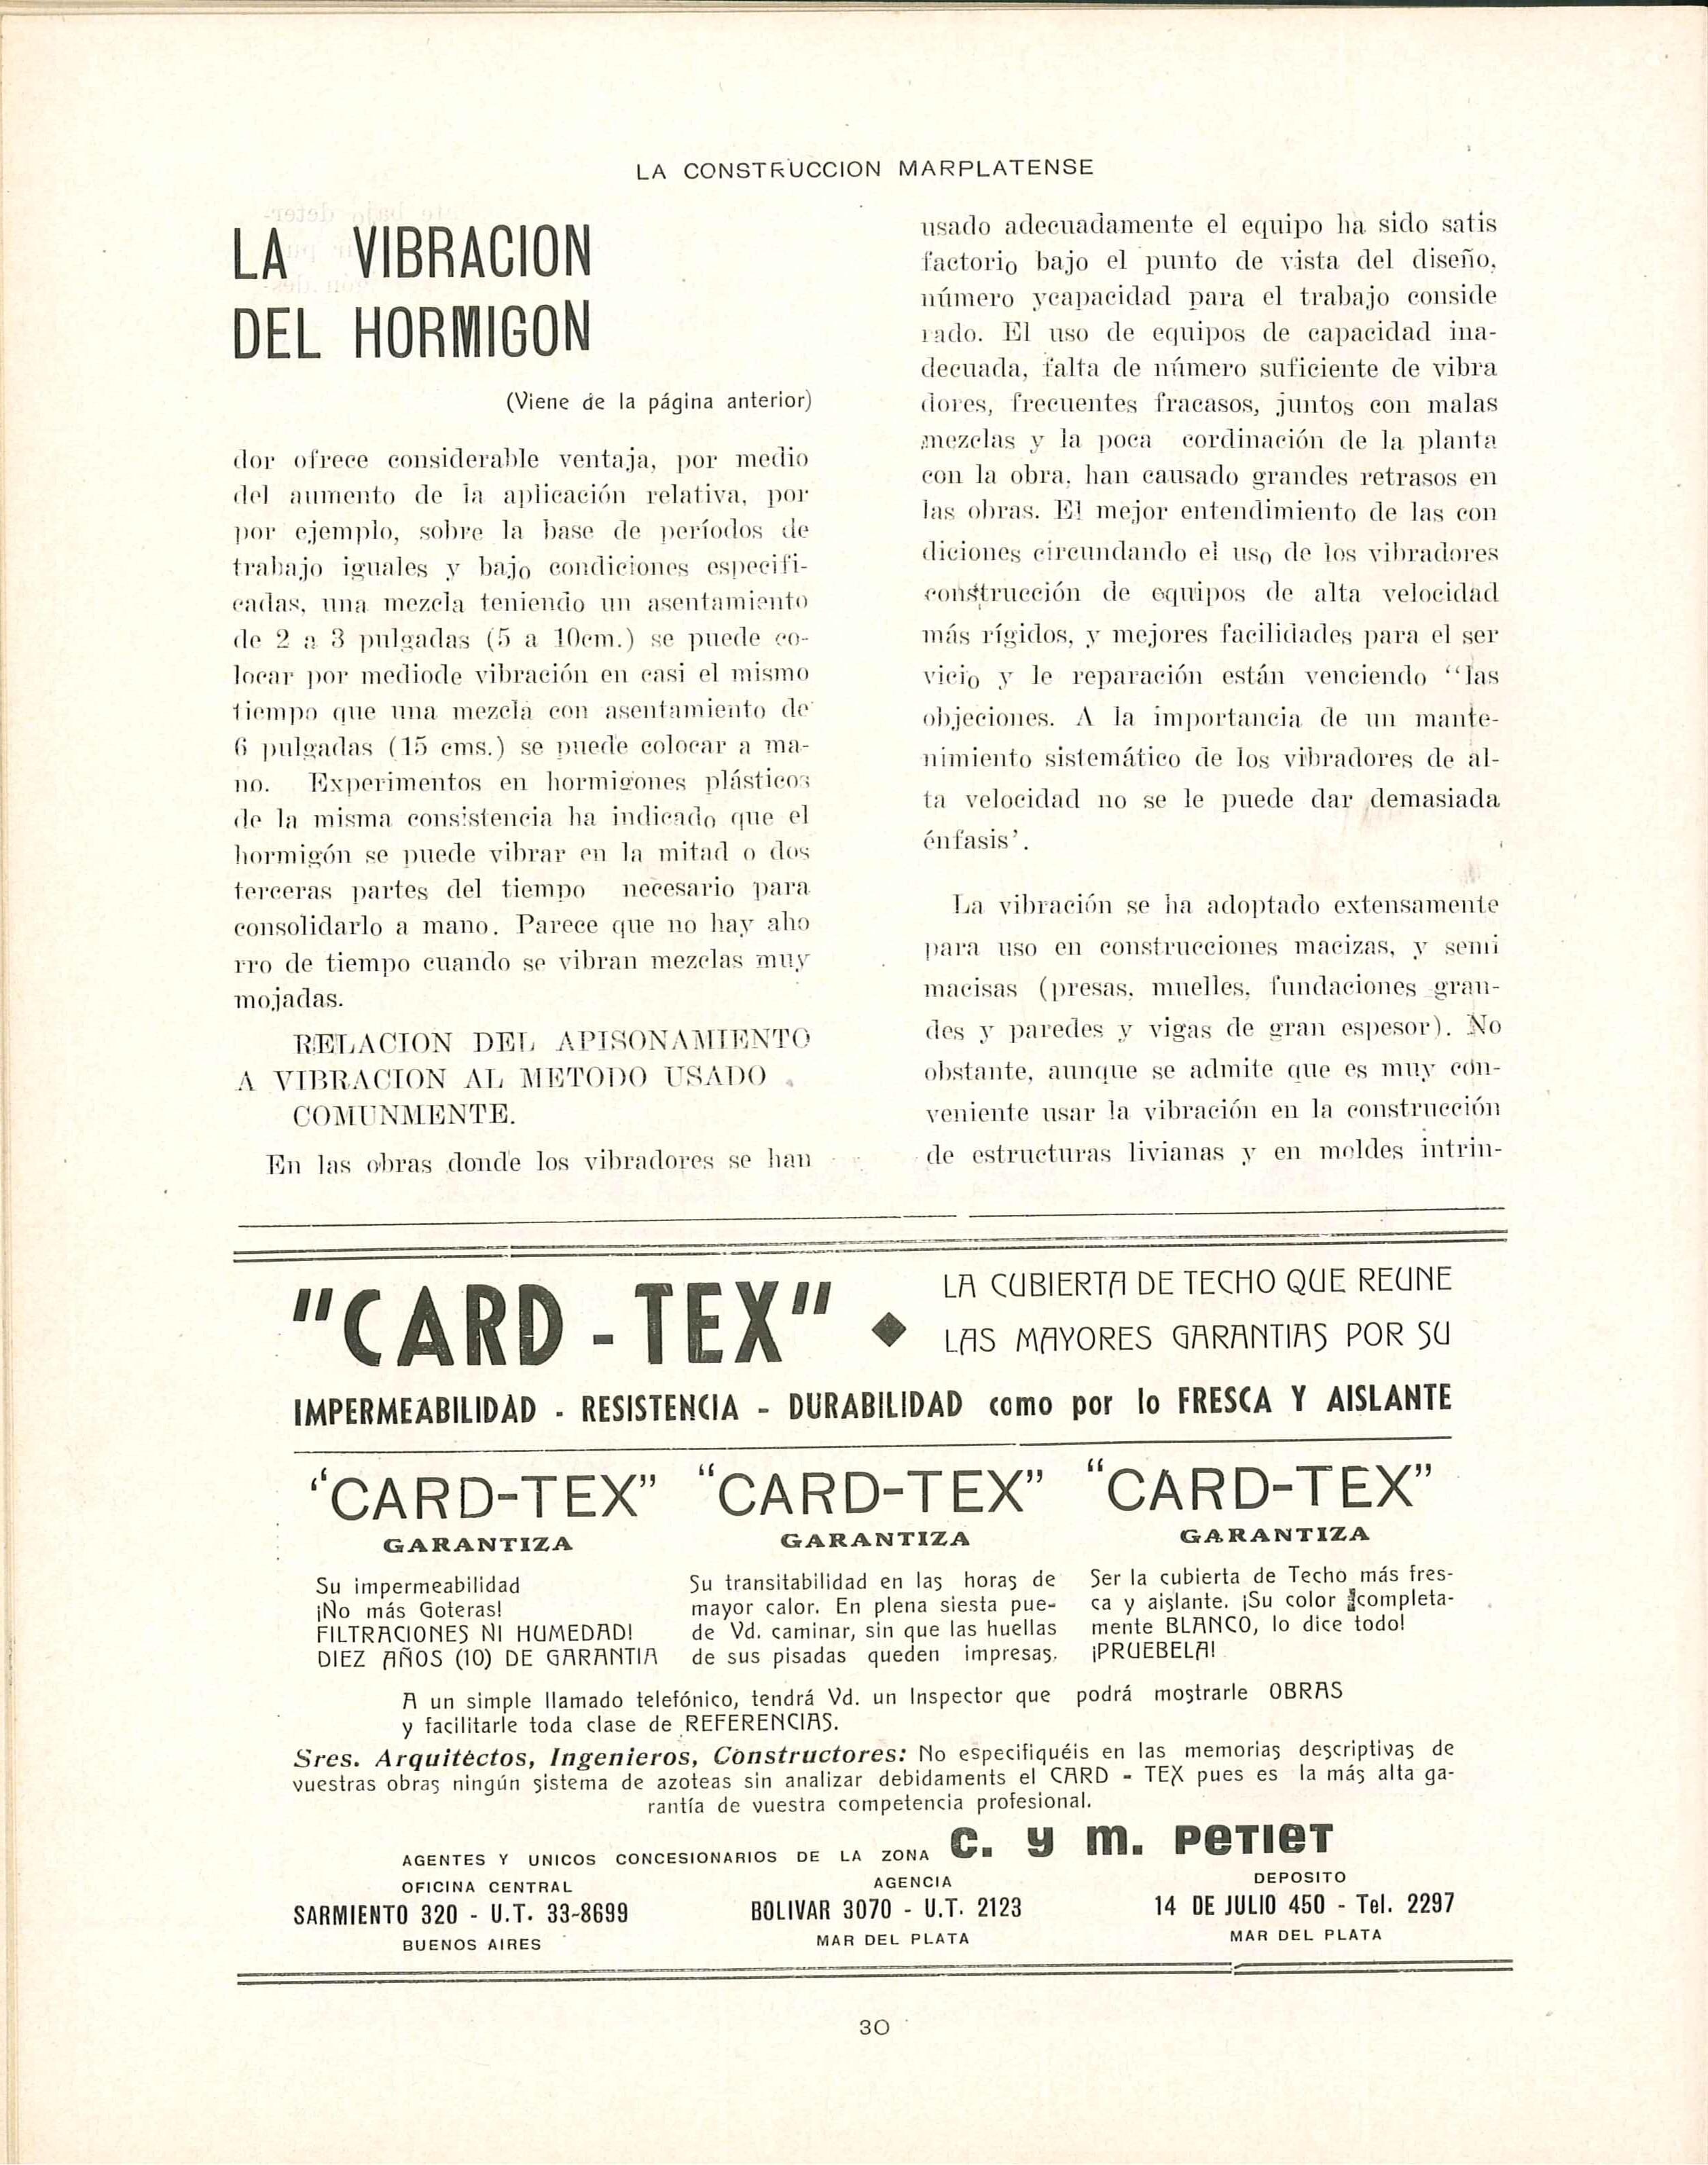 LA CONSTRUCCION MARPLATENSE
LA VIBRACION
DEL HORMIGON
(Viene de la página anterior)
dor ofrece considerable ventaja, por medio
del aumento de la aplicación relativa, por
por ejemplo, sobre la base de períodos de
trabajo iguales y bajo condiciones especifi-
cadas, una mezcla teniendo un asentamiento
de 2 a 3 pulgadas (5 a 10cm.) se puede co-
locar por mediode vibración en casi el mismo
tiempo que una mezcla con asentamiento de
6 pulgadas (15 cms.) se puede colocar a ma-
no. Experimentos en hormigones plásticos
de la misma consistencia ha indicado que el
hormigón se puede vibrar en la mitad o dos
terceras partes del tiempo necesario para
consolidarlo a mano. Parece que no hay aho
rro de tiempo cuando se vibran mezclas muy
mojadas.
RELACION DEL APISONAMIENTO
A VIBRACION AL METODO USADO
COMUNMENTE.
En las obras donde los vibradores se han
usado adecuadamente el equipo ha sido satis
factorio bajo el punto de vista del diseño,
número ycapacidad para el trabajo conside
rado. El uso de equipos de capacidad ina-
decuada, falta de número suficiente de vibra
dores, frecuentes fracasos, juntos con malas
mezclas y la poca cordinación de la planta
con la obra, han causado grandes retrasos en
las obras. El mejor entendimiento de las con
diciones circundando el uso de los vibradores
construcción de equipos de alta velocidad
más rígidos, y mejores facilidades para el ser
vicio y le reparación están venciendo "las
objeciones. A la importancia de un mante-
nimiento sistemático de los vibradores de al-
ta velocidad no se le puede dar demasiada
énfasis'.
La vibración se ha adoptado extensamente
para uso en construcciones macizas, y semi
macisas (presas, muelles, fundaciones gran-
des y paredes y vigas de gran espesor). No
obstante, aunque se admite que es muy con-
veniente usar la vibración en la construcción
de estructuras livianas y en moldes intrin-
"CARD - TEX" ◆
LA CUBIERTA DE TECHO QUE REUNE
LAS MAYORES GARANTIAS POR SU
IMPERMEABILIDAD - RESISTENCIA - DURABILIDAD como por lo FRESCA Y AISLANTE
"CARD-TEX" "CARD-TEX" "CARD-TEX"
GARANTIZA GARANTIZA GARANTIZA
Su impermeabilidad
¡No más Goteras!
FILTRACIONES NI HUMEDAD!
DIEZ AÑOS (10) DE GARANTIA
Su transitabilidad en las horas de
mayor calor. En plena siesta pue-
de Vd. caminar, sin que las huellas
de sus pisadas queden impresas.
Ser la cubierta de Techo más fres-
ca y aislante. ¡Su color completa-
mente BLANCO, lo dice todo!
¡PRUEBELA!
A un simple llamado telefónico, tendrá Vd. un Inspector que podrá mostrarle OBRAS
y facilitarle toda clase de REFERENCIAS.
Sres. Arquitéctos, Ingenieros, Constructores: No especifiquéis en las memorias descriptivas de
vuestras obras ningún sistema de azoteas sin analizar debidaments el CARD - TEX pues es la más alta ga-
rantía de vuestra competencia profesional.
AGENTES Y UNICOS CONCESIONARIOS DE LA ZONA C. y m. PETIET
OFICINA CENTRAL
SARMIENTO 320 - U.T. 33-8699
BUENOS AIRES
AGENCIA
BOLIVAR 3070 - U.T. 2123
MAR DEL PLATA
DEPOSITO
14 DE JULIO 450 - Tel. 2297
MAR DEL PLATA
30